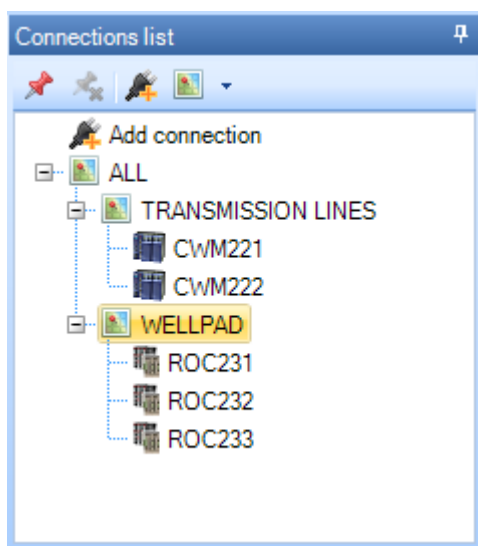 Connections list
Add connection
ALL
TRANSMISSION LINES
CWM221
CWM222
WELLPAD
ROC231
ROC232
ROC233